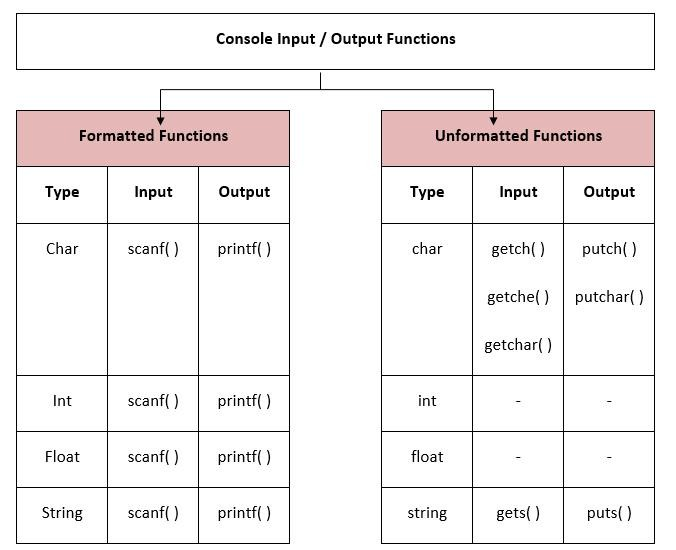 Console Input / Output Functions
Formatted Functions
Type Input Output
Char scanf( ) printf( )
Int scanf( ) printf( )
Float scanf( ) printf( )
String scanf( ) printf( )
Unformatted Functions
Type Input Output
char getch( ) putch( )
getche( ) putchar( )
getchar( )
int - -
float - -
string gets( ) puts( )